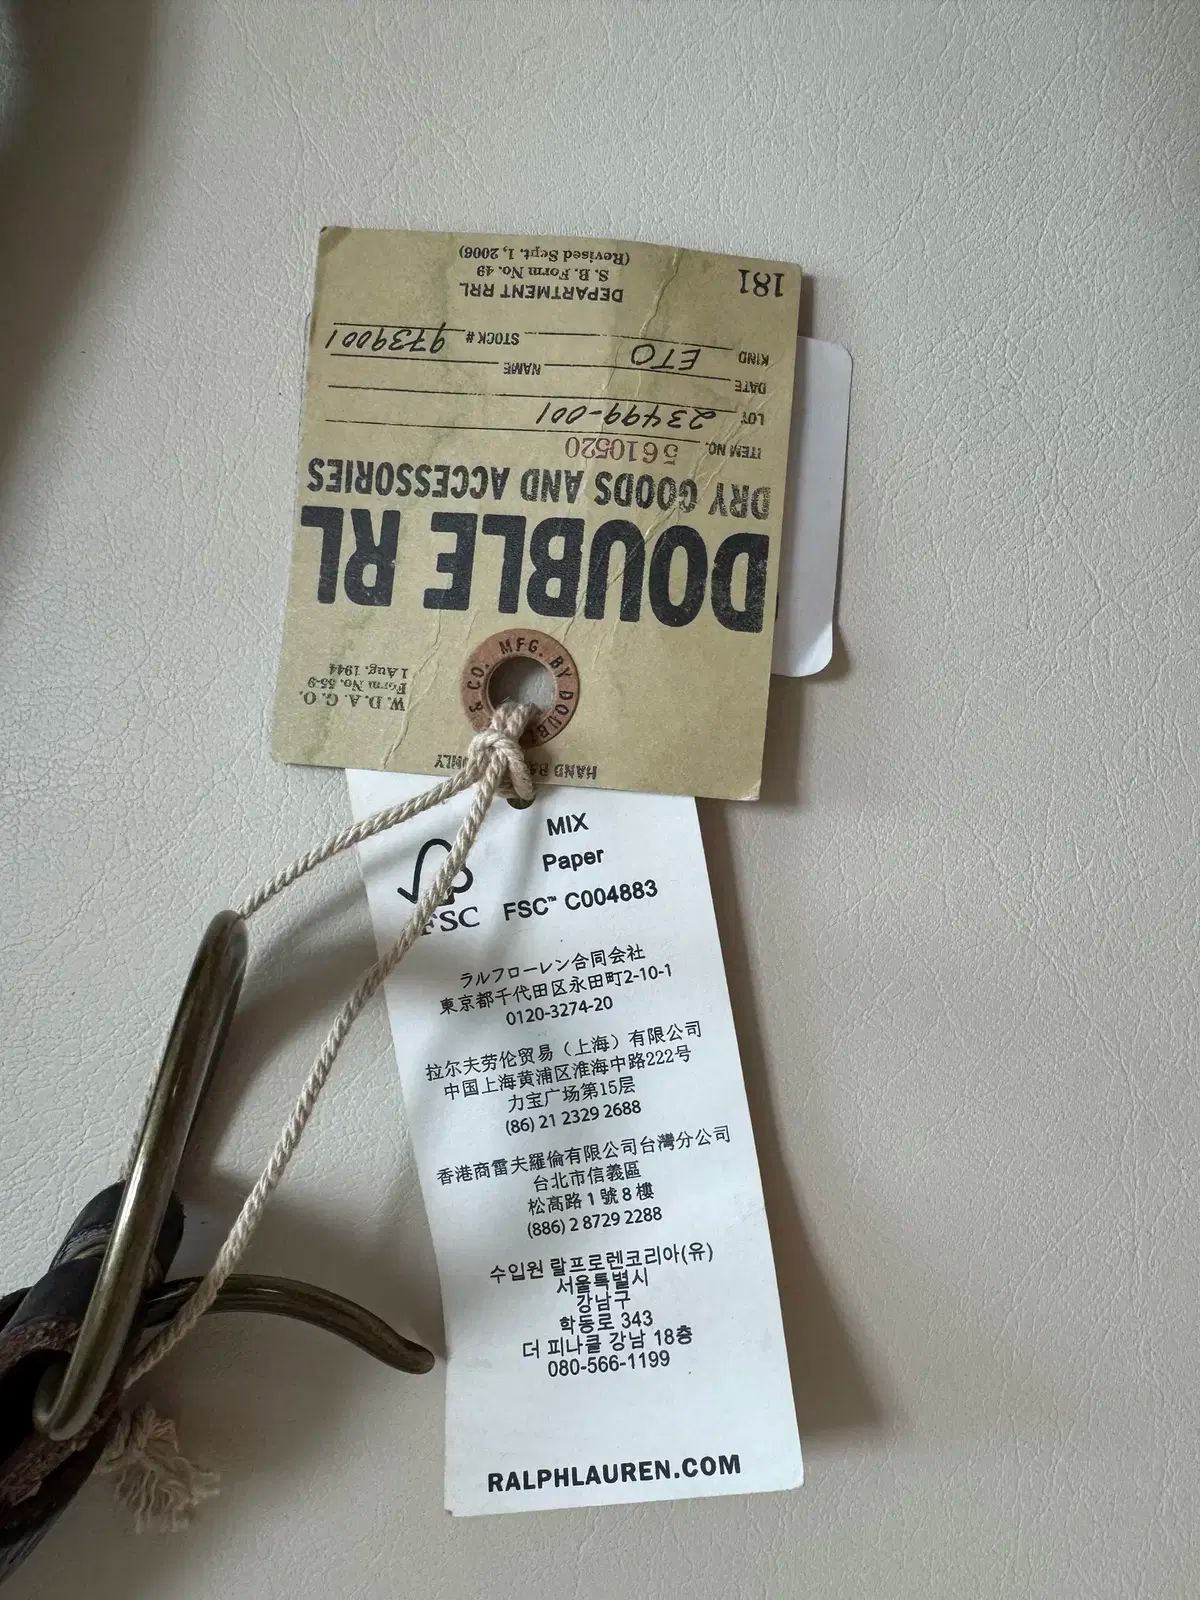 HAND BA ONLY
W. D. A. G. O.
Form No. 55-9
1 Aug. 1944
& CO. MFG. BY DOUB
DOUBLE RL
DRY GOODS AND ACCESSORIES
ITEM NO. 5610520
LOT 23499-001
DATE NAME
KIND ETO STOCK # 9739001
DEPARTMENT RRL
S. B. Form No. 49
(Revised Sept. 1, 2006)
181
MIX
Paper
FSC FSC™ C004883
ラルフローレン合同会社
東京都千代田区永田町2-10-1
0120-3274-20
拉尔夫劳伦贸易（上海）有限公司
中国上海黄浦区淮海中路222号
力宝广场第15层
(86) 21 2329 2688
香港商雷夫羅倫有限公司台灣分公司
台北市信義區
松高路 1 號 8 樓
(886) 2 8729 2288
수입원 랄프로렌코리아(유)
서울특별시
강남구
학동로 343
더 피나클 강남 18층
080-566-1199
RALPHLAUREN.COM